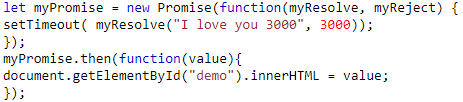 let myPromise = new Promise(function(myResolve, myReject) {
setTimeout( myResolve("I love you 3000", 3000));
});
myPromise.then(function(value){
document.getElementById("demo").innerHTML = value;
});